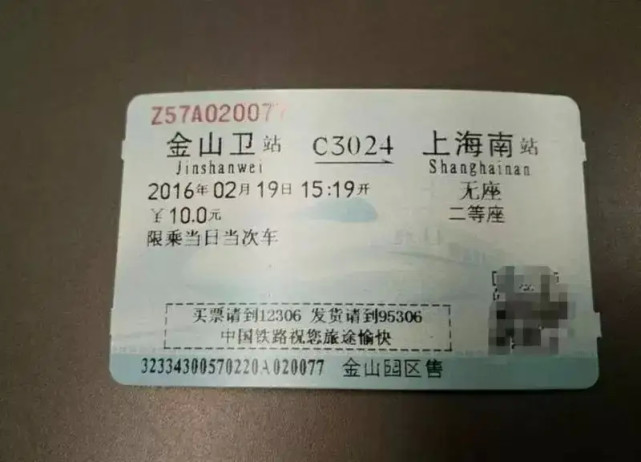 Z57A020077
金山卫站 C3024 上海南站
Jinshanwei Shanghainan
2016年02月19日15:19开 无座
￥10.0元 二等座
限乘当日当次车
买票请到12306 发货请到95306
中国铁路祝您旅途愉快
32334300570220A020077 金山园区售